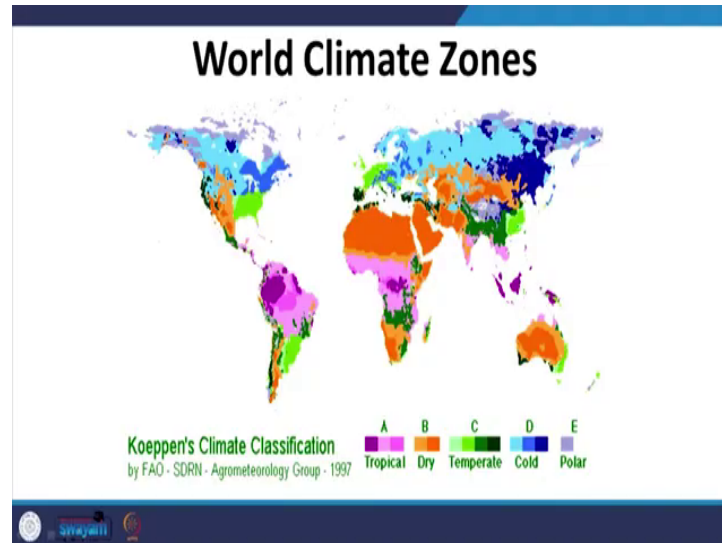 World Climate Zones
Koeppen's Climate Classification
by FAO - SDRN - Agrometeorology Group - 1997
A B C D E
Tropical Dry Temperate Cold Polar
swayam